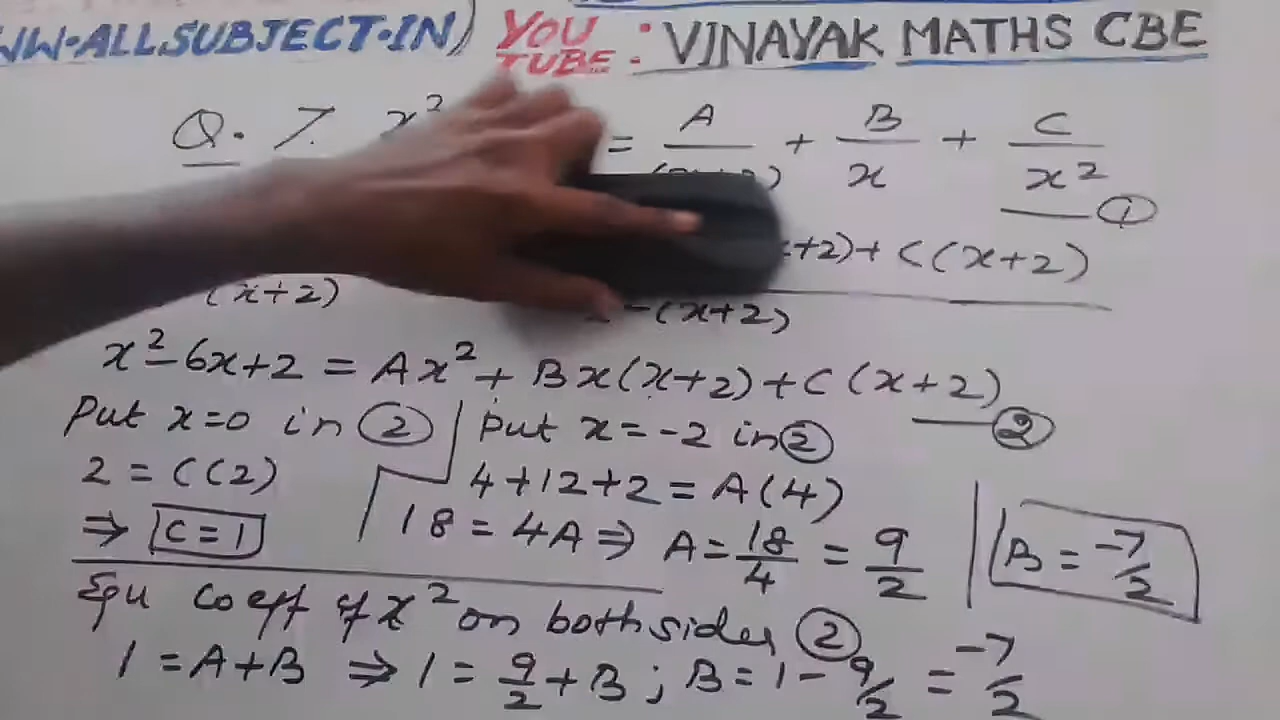 WW.ALLSUBJECT.IN) YOU TUBE : VINAYAK MATHS CBE
Q. 7. x² = A + B/x + C/x² ①
x+2) + C(x+2)
(x+2) (x+2)
x² - 6x + 2 = Ax² + Bx(x+2) + C(x+2) ②
Put x=0 in ② Put x = -2 in ②
2 = C(2) 4+12+2 = A(4)
⇒ C = 1 18 = 4A ⇒ A = 18/4 = 9/2 B = -7/2
Equ coeff of x² on both sides ②
1 = A+B ⇒ 1 = 9/2 + B ; B = 1 - 9/2 = -7/2